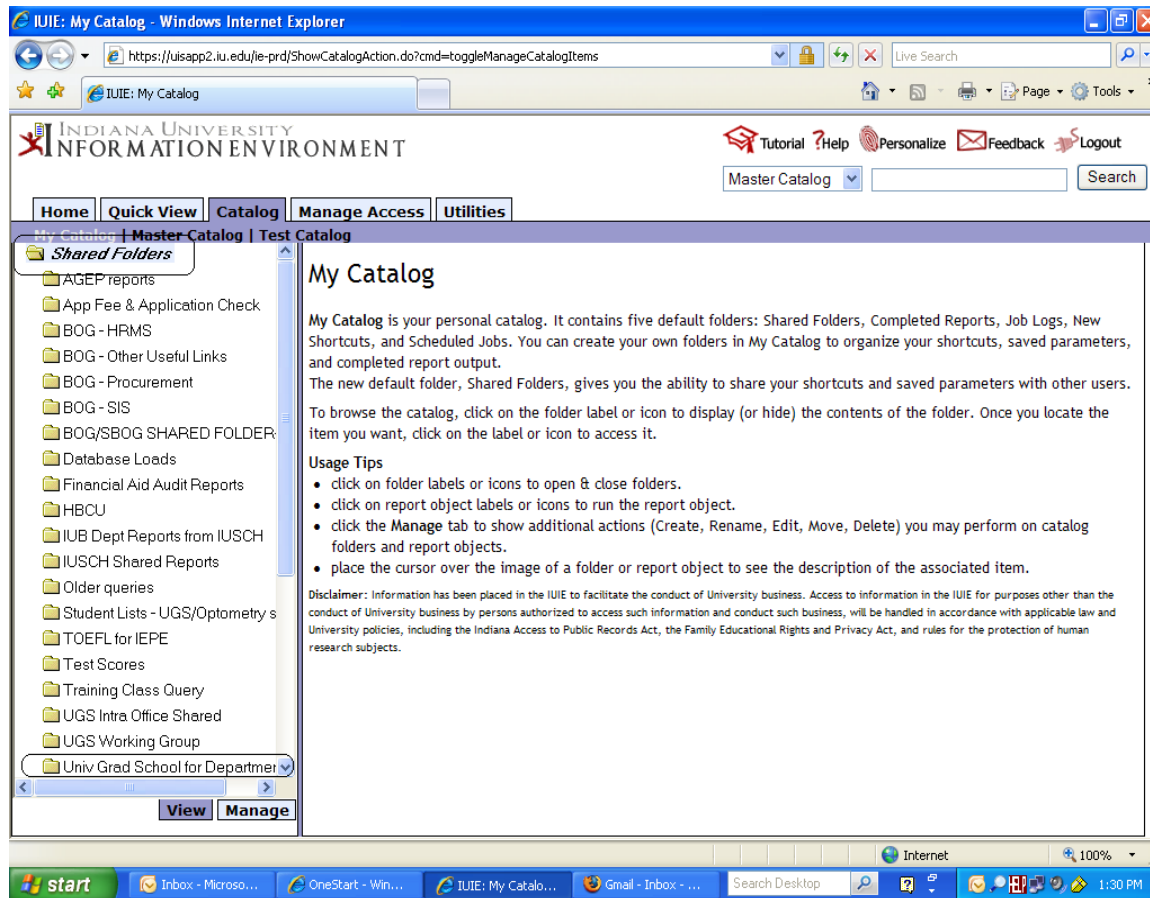 IUIE: My Catalog - Windows Internet Explorer
https://uisapp2.iu.edu/ie-prd/ShowCatalogAction.do?cmd=toggleManageCatalogItems
Live Search
IUIE: My Catalog
Page
Tools
INDIANA UNIVERSITY
INFORMATION ENVIRONMENT
Tutorial ?Help Personalize Feedback Logout
Master Catalog
Search
Home Quick View Catalog Manage Access Utilities
My Catalog | Master Catalog | Test Catalog
Shared Folders
AGEP reports
App Fee & Application Check
BOG - HRMS
BOG - Other Useful Links
BOG - Procurement
BOG - SIS
BOG/SBOG SHARED FOLDER
Database Loads
Financial Aid Audit Reports
HBCU
IUB Dept Reports from IUSCH
IUSCH Shared Reports
Older queries
Student Lists - UGS/Optometry s
TOEFL for IEPE
Test Scores
Training Class Query
UGS Intra Office Shared
UGS Working Group
Univ Grad School for Departmer
View Manage
My Catalog
My Catalog is your personal catalog. It contains five default folders: Shared Folders, Completed Reports, Job Logs, New
Shortcuts, and Scheduled Jobs. You can create your own folders in My Catalog to organize your shortcuts, saved parameters,
and completed report output.
The new default folder, Shared Folders, gives you the ability to share your shortcuts and saved parameters with other users.
To browse the catalog, click on the folder label or icon to display (or hide) the contents of the folder. Once you locate the
item you want, click on the label or icon to access it.
Usage Tips
• click on folder labels or icons to open & close folders.
• click on report object labels or icons to run the report object.
• click the Manage tab to show additional actions (Create, Rename, Edit, Move, Delete) you may perform on catalog
folders and report objects.
• place the cursor over the image of a folder or report object to see the description of the associated item.
Disclaimer: Information has been placed in the IUIE to facilitate the conduct of University business. Access to information in the IUIE for purposes other than the
conduct of University business by persons authorized to access such information and conduct such business, will be handled in accordance with applicable law and
University policies, including the Indiana Access to Public Records Act, the Family Educational Rights and Privacy Act, and rules for the protection of human
research subjects.
Internet
100%
start
Inbox - Microso...
OneStart - Win...
IUIE: My Catalo...
Gmail - Inbox - ...
Search Desktop
1:30 PM